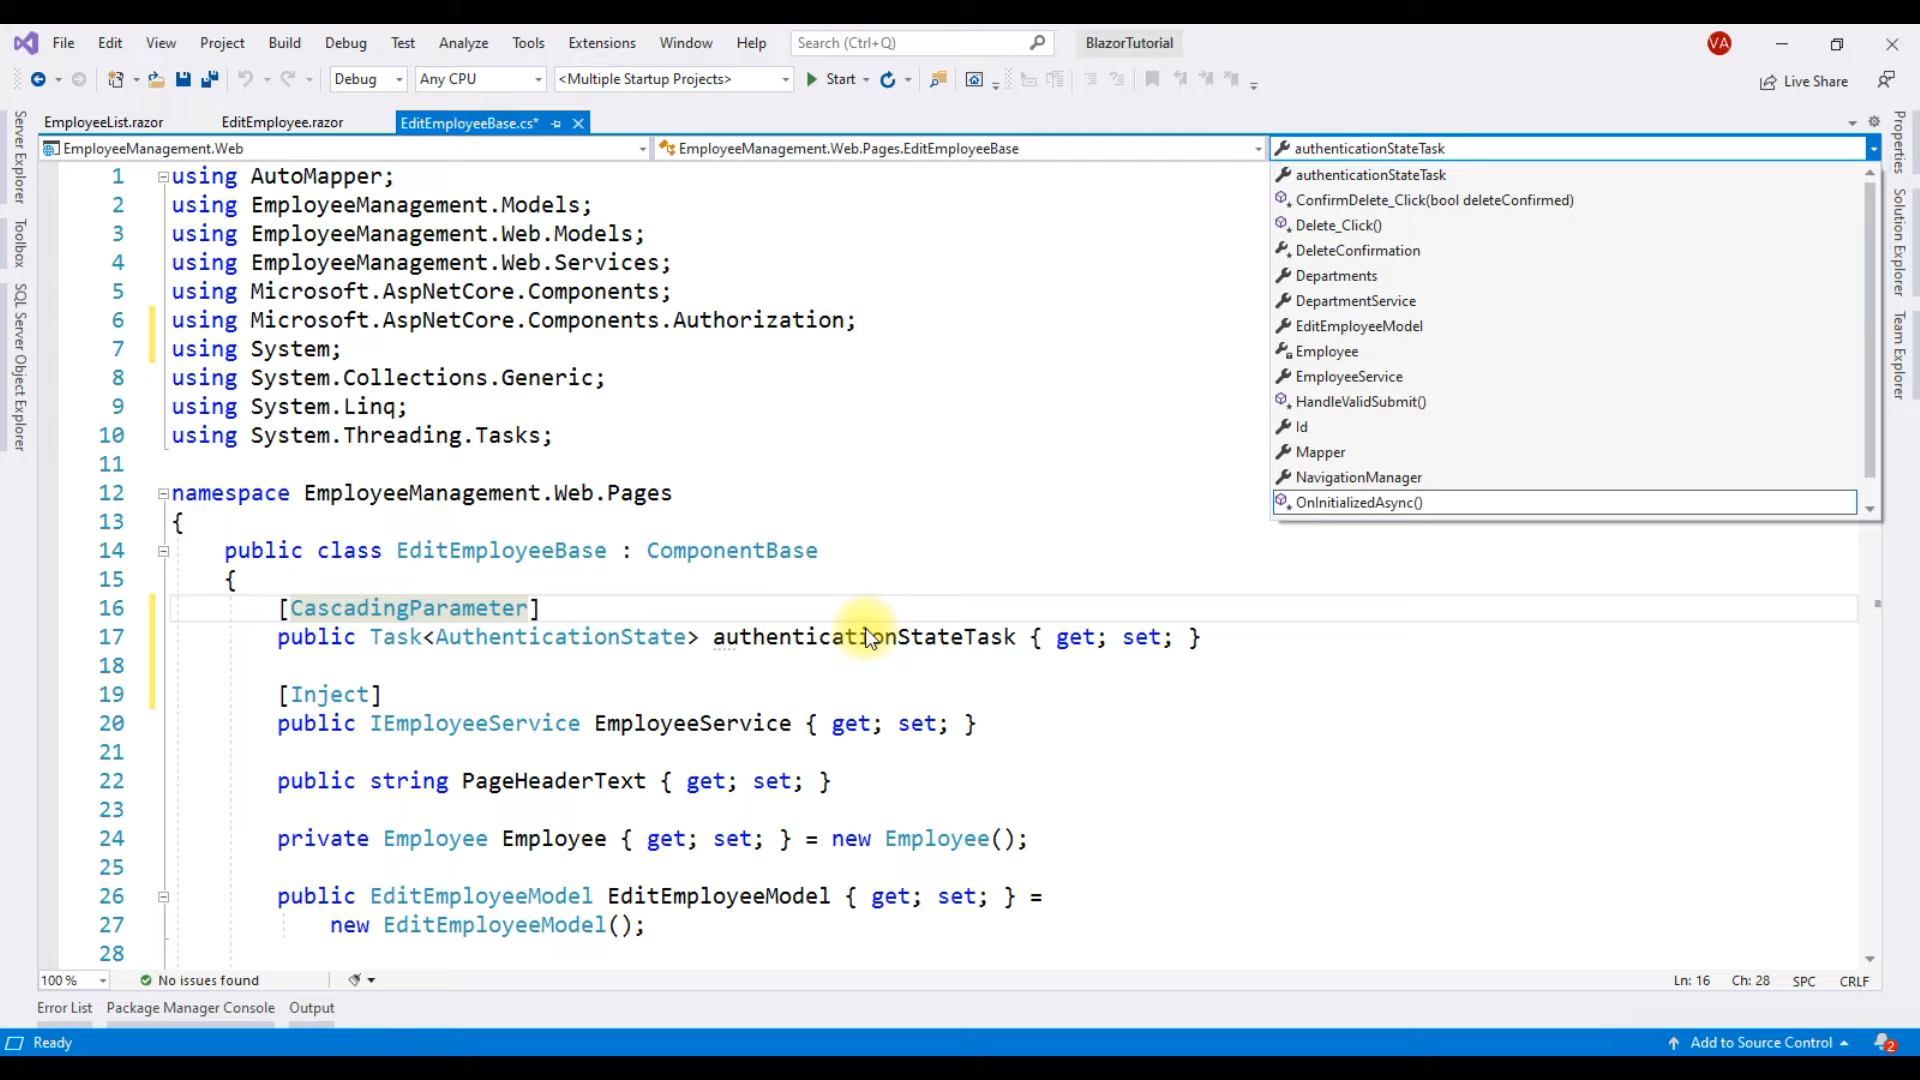 File Edit View Project Build Debug Test Analyze Tools Extensions Window Help Search (Ctrl+Q) BlazorTutorial VA
Debug Any CPU <Multiple Startup Projects> Start Live Share
EmployeeList.razor EditEmployee.razor EditEmployeeBase.cs*
EmployeeManagement.Web EmployeeManagement.Web.Pages.EditEmployeeBase authenticationStateTask
authenticationStateTask
ConfirmDelete_Click(bool deleteConfirmed)
Delete_Click()
DeleteConfirmation
Departments
DepartmentService
EditEmployeeModel
Employee
EmployeeService
HandleValidSubmit()
Id
Mapper
NavigationManager
OnInitializedAsync()
Server Explorer
Toolbox
SQL Server Object Explorer
1 using AutoMapper;
2 using EmployeeManagement.Models;
3 using EmployeeManagement.Web.Models;
4 using EmployeeManagement.Web.Services;
5 using Microsoft.AspNetCore.Components;
6 using Microsoft.AspNetCore.Components.Authorization;
7 using System;
8 using System.Collections.Generic;
9 using System.Linq;
10 using System.Threading.Tasks;
11
12 namespace EmployeeManagement.Web.Pages
13 {
14 public class EditEmployeeBase : ComponentBase
15 {
16 [CascadingParameter]
17 public Task<AuthenticationState> authenticationStateTask { get; set; }
18
19 [Inject]
20 public IEmployeeService EmployeeService { get; set; }
21
22 public string PageHeaderText { get; set; }
23
24 private Employee Employee { get; set; } = new Employee();
25
26 public EditEmployeeModel EditEmployeeModel { get; set; } =
27 new EditEmployeeModel();
28
Properties
Solution Explorer
Team Explorer
100 % No issues found Ln: 16 Ch: 28 SPC CRLF
Error List Package Manager Console Output
Ready Add to Source Control 2